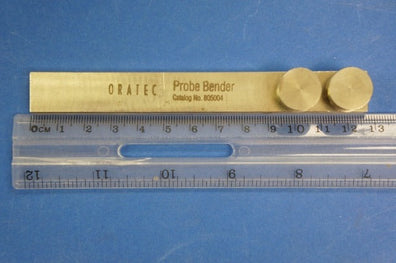 ORATEC Probe Bender
Catalog No. 805004
0CM 1 2 3 4 5 6 7 8 9 10 11 12 13
12 11 10 9 8 7